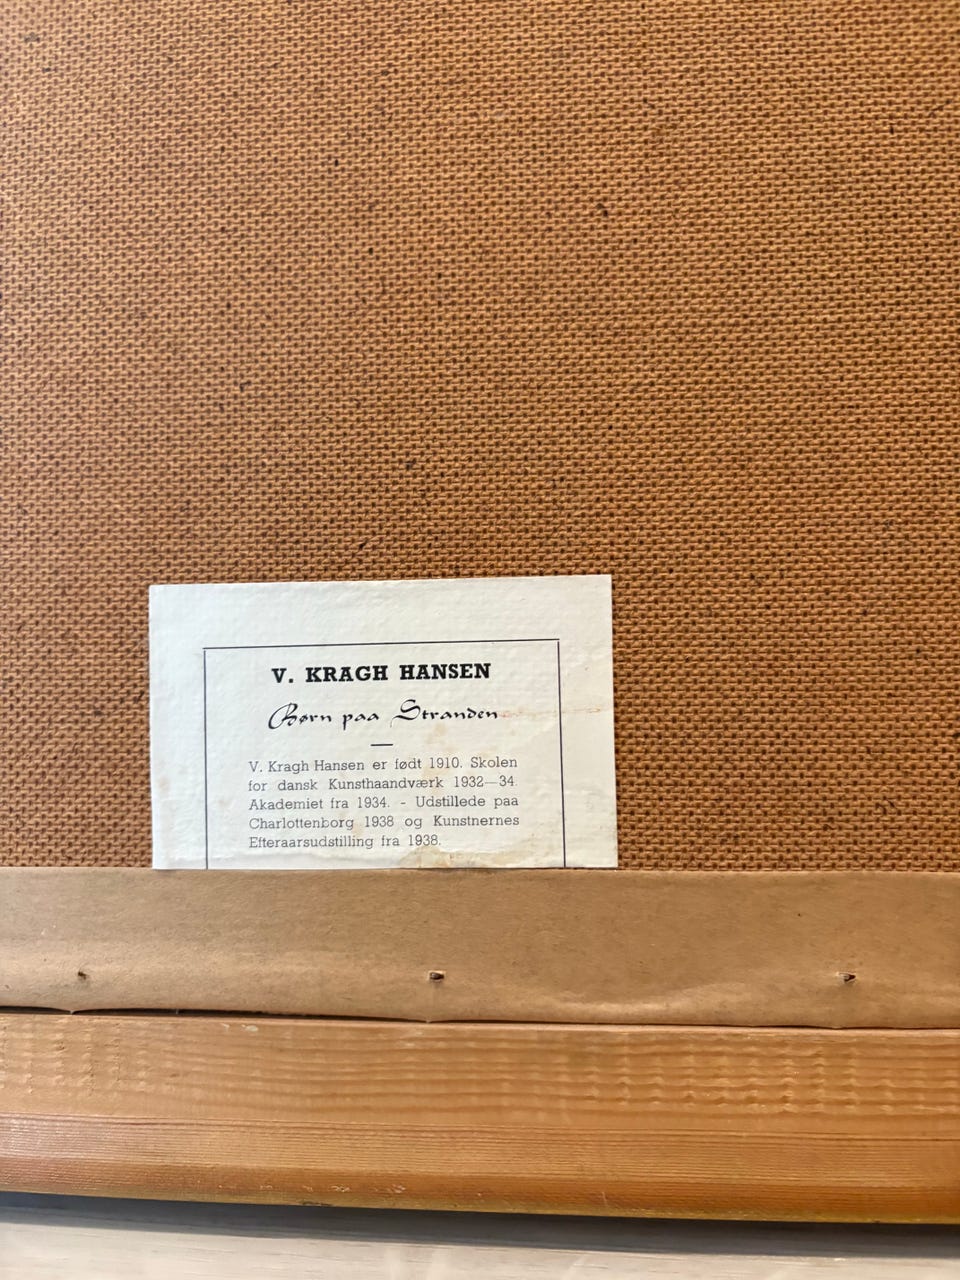 V. KRAGH HANSEN
Børn paa Stranden
V. Kragh Hansen er født 1910. Skolen
for dansk Kunsthaandværk 1932—34.
Akademiet fra 1934. - Udstillede paa
Charlottenborg 1938 og Kunstnernes
Efteraarsudstilling fra 1938.